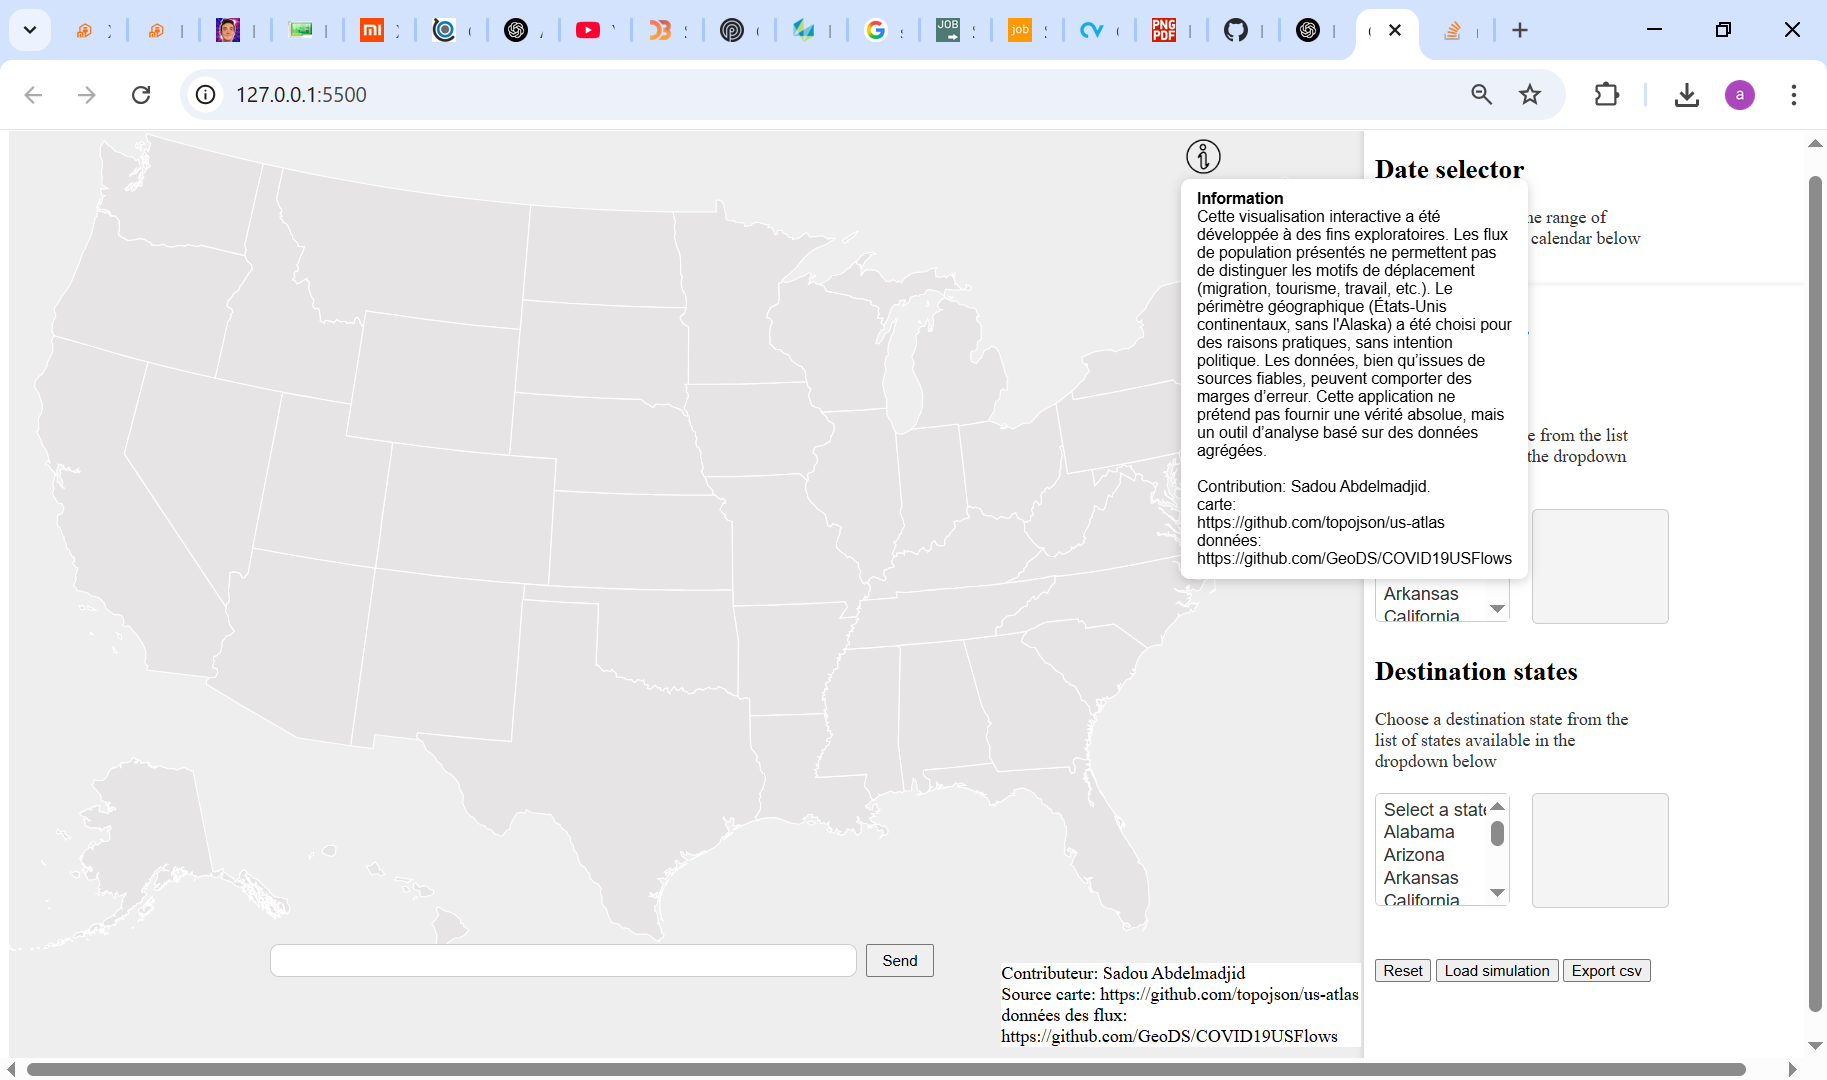 127.0.0.1:5500
a
JOB
job
PNG
PDF
Date selector
ne range of
calendar below
Information
Cette visualisation interactive a été
développée à des fins exploratoires. Les flux
de population présentés ne permettent pas
de distinguer les motifs de déplacement
(migration, tourisme, travail, etc.). Le
périmètre géographique (États-Unis
continentaux, sans l'Alaska) a été choisi pour
des raisons pratiques, sans intention
politique. Les données, bien qu’issues de
sources fiables, peuvent comporter des
marges d’erreur. Cette application ne
prétend pas fournir une vérité absolue, mais
un outil d’analyse basé sur des données
agrégées.
Contribution: Sadou Abdelmadjid.
carte:
https://github.com/topojson/us-atlas
données:
https://github.com/GeoDS/COVID19USFlows
e from the list
the dropdown
Arkansas
California
Destination states
Choose a destination state from the
list of states available in the
dropdown below
Select a state
Alabama
Arizona
Arkansas
California
Send
Contributeur: Sadou Abdelmadjid
Source carte: https://github.com/topojson/us-atlas
données des flux:
https://github.com/GeoDS/COVID19USFlows
Reset
Load simulation
Export csv